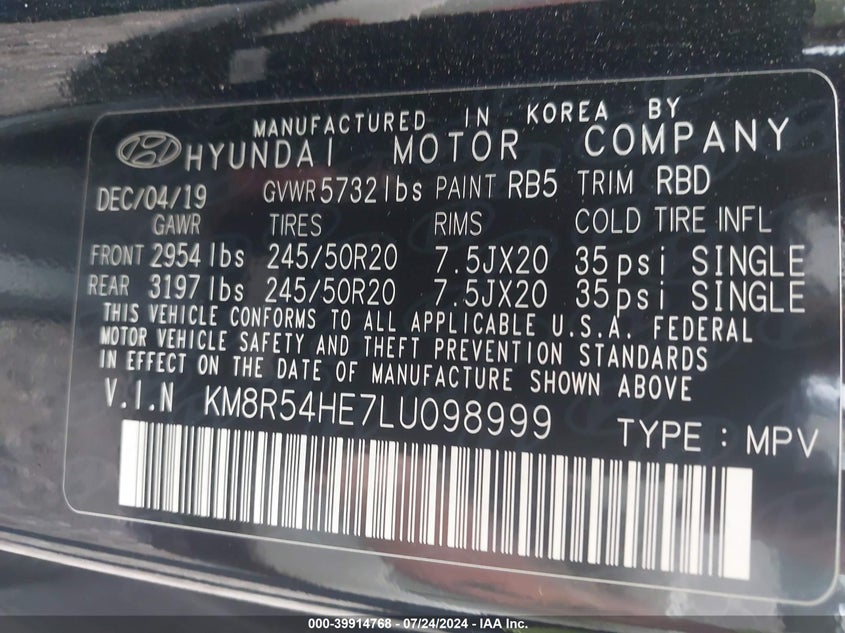 MANUFACTURED IN KOREA BY
HYUNDAI MOTOR COMPANY
DEC/04/19 GVWR 5732 lbs PAINT RB5 TRIM RBD
GAWR TIRES RIMS COLD TIRE INFL
FRONT 2954 lbs 245/50R20 7.5JX20 35psi SINGLE
REAR 3197 lbs 245/50R20 7.5JX20 35psi SINGLE
THIS VEHICLE CONFORMS TO ALL APPLICABLE U.S.A. FEDERAL
MOTOR VEHICLE SAFETY AND THEFT PREVENTION STANDARDS
IN EFFECT ON THE DATE OF MANUFACTURE SHOWN ABOVE
V.I.N KM8R54HE7LU098999 TYPE : MPV
000-39914768 - 07/24/2024 - IAA Inc.